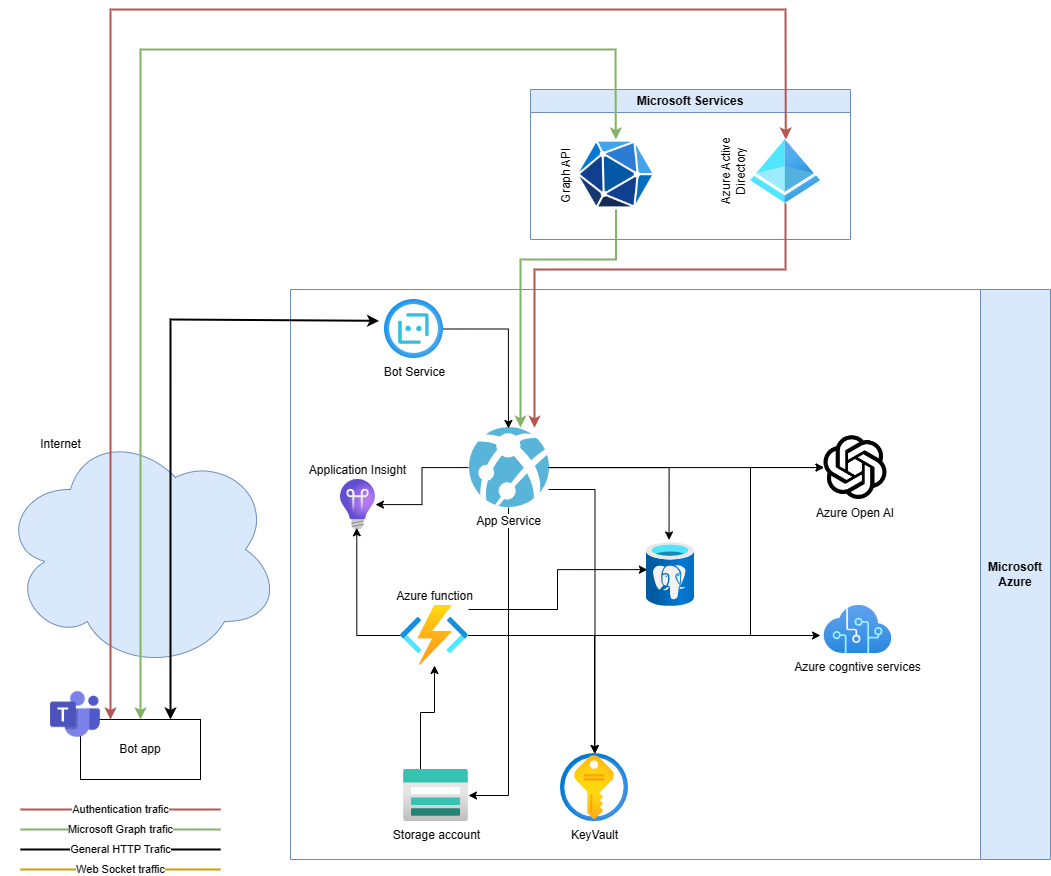 Microsoft Services
Graph API
Azure Active
Directory
Bot Service
Internet
Application Insight
App Service
Azure Open AI
Microsoft
Azure
Azure function
Azure cogntive services
T
Bot app
Storage account
KeyVault
Authentication trafic
Microsoft Graph trafic
General HTTP Trafic
Web Socket traffic